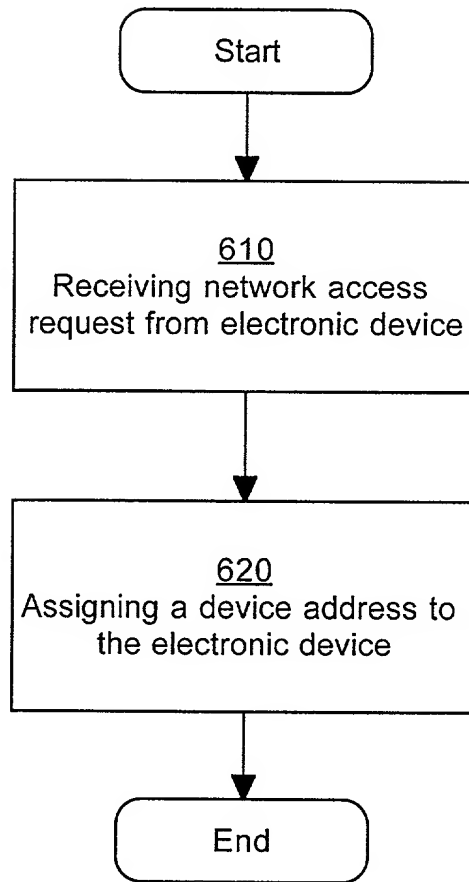 Start
610
Receiving network access
request from electronic device
620
Assigning a device address to
the electronic device
End